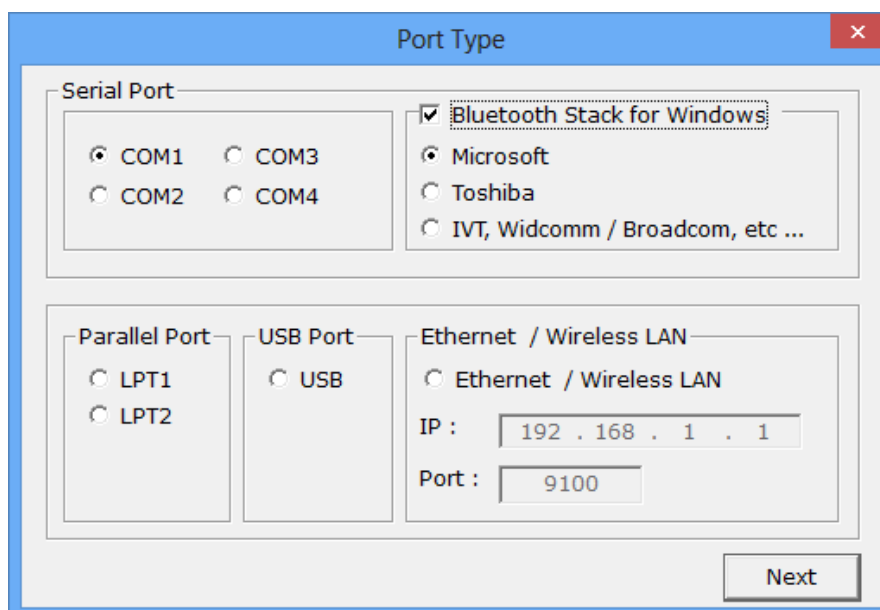 Port Type
Serial Port
COM1 COM3
COM2 COM4
Bluetooth Stack for Windows
Microsoft
Toshiba
IVT, Widcomm / Broadcom, etc ...
Parallel Port
LPT1
LPT2
USB Port
USB
Ethernet / Wireless LAN
Ethernet / Wireless LAN
IP : 192 . 168 . 1 . 1
Port : 9100
Next